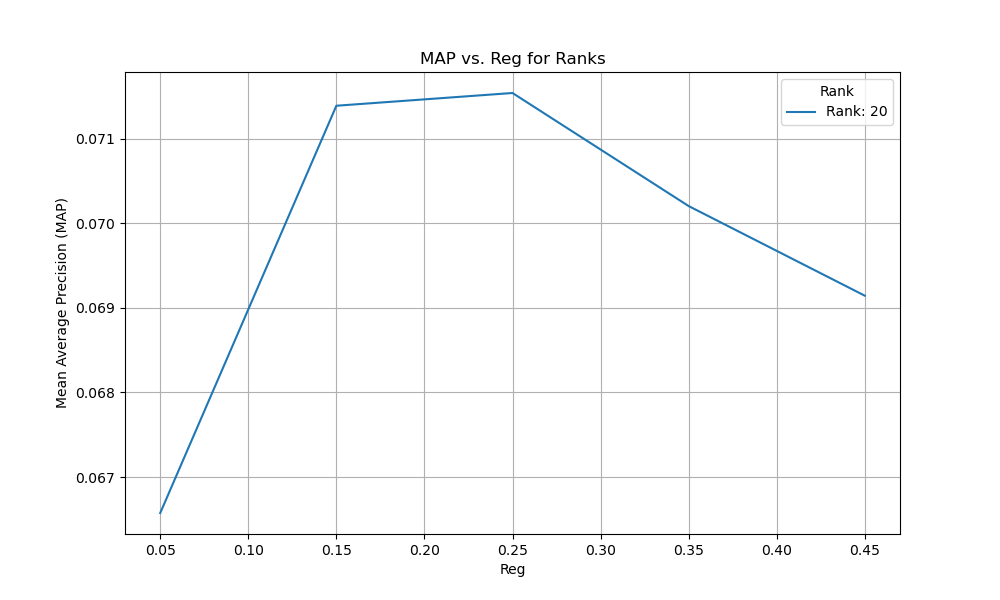 MAP vs. Reg for Ranks
Rank
Rank: 20
Mean Average Precision (MAP)
0.071
0.070
0.069
0.068
0.067
0.05 0.10 0.15 0.20 0.25 0.30 0.35 0.40 0.45
Reg